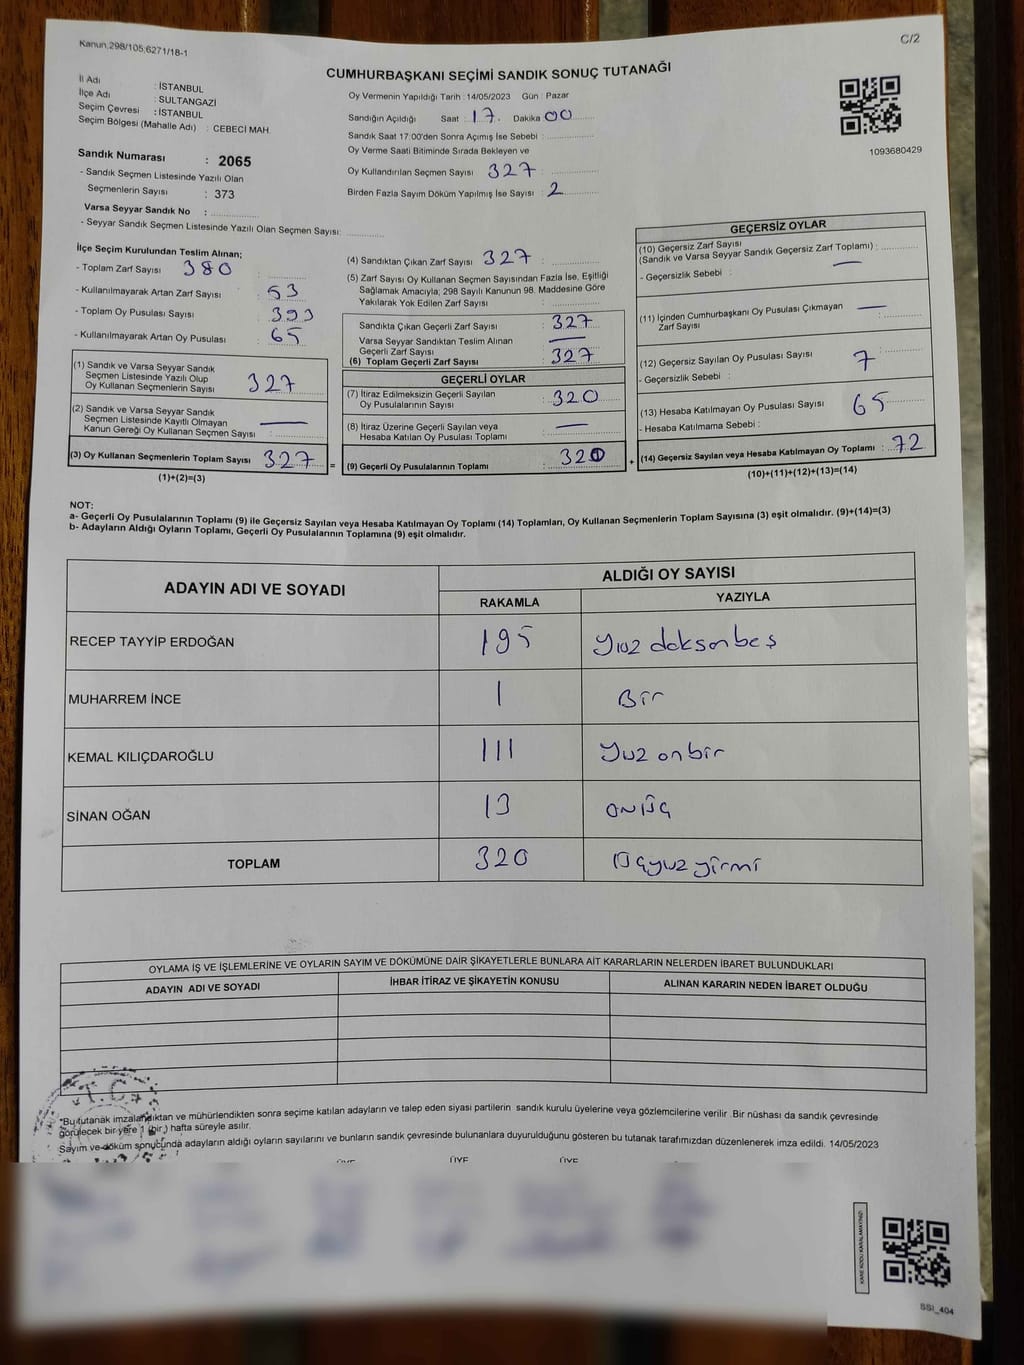 Kanun,298/105;6271/18-1
C/2
CUMHURBAŞKANI SEÇİMİ SANDIK SONUÇ TUTANAĞI
İl Adı : İSTANBUL
İlçe Adı : SULTANGAZİ
Seçim Çevresi : İSTANBUL
Seçim Bölgesi (Mahalle Adı) : CEBECİ MAH.
Sandık Numarası : 2065
- Sandık Seçmen Listesinde Yazılı Olan
Seçmenlerin Sayısı : 373
Varsa Seyyar Sandık No :
- Seyyar Sandık Seçmen Listesinde Yazılı Olan Seçmen Sayısı:
Oy Vermenin Yapıldığı Tarih : 14/05/2023 Gün : Pazar
Sandığın Açıldığı Saat : 17. Dakika 00
Sandık Saat 17:00'den Sonra Açımış İse Sebebi :
Oy Verme Saati Bitiminde Sırada Bekleyen ve
Oy Kullandırılan Seçmen Sayısı 327
Birden Fazla Sayım Döküm Yapılmış İse Sayısı : 2
1093680429
İlçe Seçim Kurulundan Teslim Alınan;
- Toplam Zarf Sayısı 380
- Kullanılmayarak Artan Zarf Sayısı : 53
- Toplam Oy Pusulası Sayısı : 393
- Kullanılmayarak Artan Oy Pusulası : 65
(1) Sandık ve Varsa Seyyar Sandık
Seçmen Listesinde Yazılı Olup
Oy Kullanan Seçmenlerin Sayısı 327
(2) Sandık ve Varsa Seyyar Sandık
Seçmen Listesinde Kayıtlı Olmayan
Kanun Gereği Oy Kullanan Seçmen Sayısı : —
(3) Oy Kullanan Seçmenlerin Toplam Sayısı 327 =
(1)+(2)=(3)
(4) Sandıktan Çıkan Zarf Sayısı : 327
(5) Zarf Sayısı Oy Kullanan Seçmen Sayısından Fazla İse, Eşitliği
Sağlamak Amacıyla; 298 Sayılı Kanunun 98. Maddesine Göre
Yakılarak Yok Edilen Zarf Sayısı :
Sandıkta Çıkan Geçerli Zarf Sayısı : 327
Varsa Seyyar Sandıktan Teslim Alınan
Geçerli Zarf Sayısı —
(6) Toplam Geçerli Zarf Sayısı : 327
GEÇERLİ OYLAR
(7) İtiraz Edilmeksizin Geçerli Sayılan
Oy Pusulalarının Sayısı : 320
(8) İtiraz Üzerine Geçerli Sayılan veya
Hesaba Katılan Oy Pusulası Toplamı : —
(9) Geçerli Oy Pusulalarının Toplamı : 320 +
GEÇERSİZ OYLAR
(10) Geçersiz Zarf Sayısı
(Sandık ve Varsa Seyyar Sandık Geçersiz Zarf Toplamı) :
- Geçersizlik Sebebi : —
(11) İçinden Cumhurbaşkanı Oy Pusulası Çıkmayan —
Zarf Sayısı :
(12) Geçersiz Sayılan Oy Pusulası Sayısı : 7
- Geçersizlik Sebebi :
(13) Hesaba Katılmayan Oy Pusulası Sayısı : 65
- Hesaba Katılmama Sebebi :
(14) Geçersiz Sayılan veya Hesaba Katılmayan Oy Toplamı : 72
(10)+(11)+(12)+(13)=(14)
NOT:
a- Geçerli Oy Pusulalarının Toplamı (9) ile Geçersiz Sayılan veya Hesaba Katılmayan Oy Toplamı (14) Toplamları, Oy Kullanan Seçmenlerin Toplam Sayısına (3) eşit olmalıdır. (9)+(14)=(3)
b- Adayların Aldığı Oyların Toplamı, Geçerli Oy Pusulalarının Toplamına (9) eşit olmalıdır.
ADAYIN ADI VE SOYADI
ALDIĞI OY SAYISI
RAKAMLA YAZIYLA
RECEP TAYYİP ERDOĞAN 195 yüz doksanbeş
MUHARREM İNCE 1 Bir
KEMAL KILIÇDAROĞLU 111 Yüz onbir
SİNAN OĞAN 13 onüç
TOPLAM 320 Üçyüz yirmi
OYLAMA İŞ VE İŞLEMLERİNE VE OYLARIN SAYIM VE DÖKÜMÜNE DAİR ŞİKAYETLERLE BUNLARA AİT KARARLARIN NELERDEN İBARET BULUNDUKLARI
ADAYIN ADI VE SOYADI İHBAR İTİRAZ VE ŞİKAYETİN KONUSU ALINAN KARARIN NEDEN İBARET OLDUĞU
T.C.
*Bu tutanak imzalandıktan ve mühürlendikten sonra seçime katılan adayların ve talep eden siyasi partilerin sandık kurulu üyelerine veya gözlemcilerine verilir .Bir nüshası da sandık çevresinde
görülecek bir yere 1 (bir) hafta süreyle asılır.
Sayım ve döküm sonucunda adayların aldığı oyların sayılarını ve bunların sandık çevresinde bulunanlara duyurulduğunu gösteren bu tutanak tarafımızdan düzenlenerek imza edildi. 14/05/2023
ÜYE ÜYE ÜYE
KARE KODU KARALAMAYINIZ!
SSİ_404